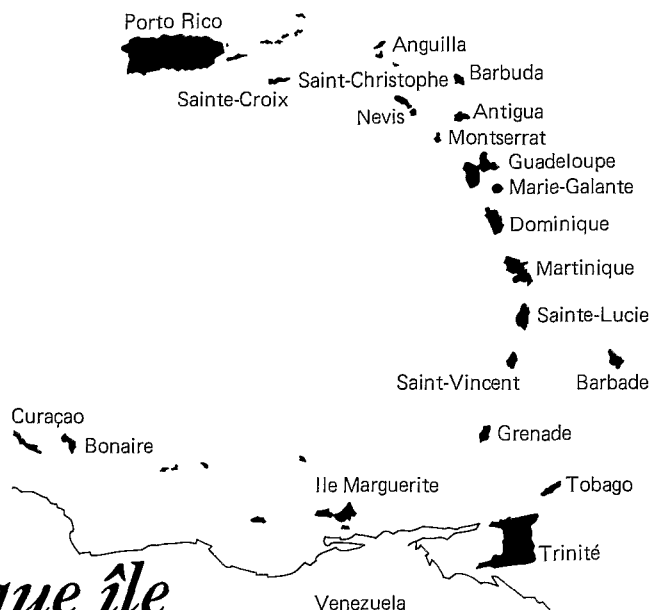 Porto Rico
Anguilla
Saint-Christophe
Barbuda
Sainte-Croix
Nevis
Antigua
Montserrat
Guadeloupe
Marie-Galante
Dominique
Martinique
Sainte-Lucie
Saint-Vincent
Barbade
Curaçao
Bonaire
Grenade
Ile Marguerite
Tobago
Trinité
île
Venezuela